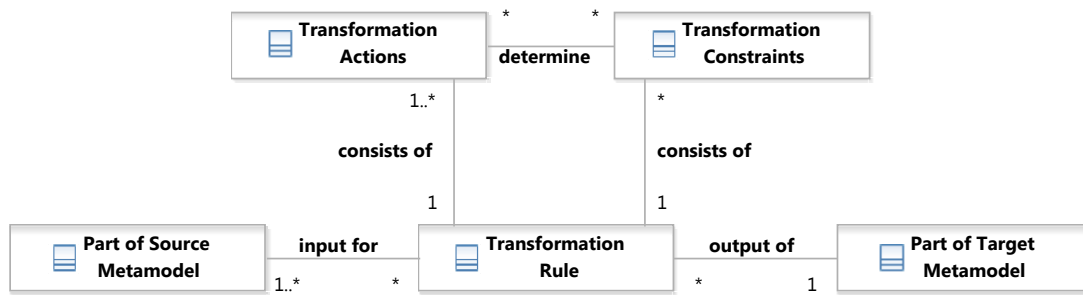 Transformation
Actions
* *
determine
Transformation
Constraints
1..*
*
consists of
consists of
1
1
Part of Source
Metamodel
input for
1..* *
Transformation
Rule
output of
* 1
Part of Target
Metamodel